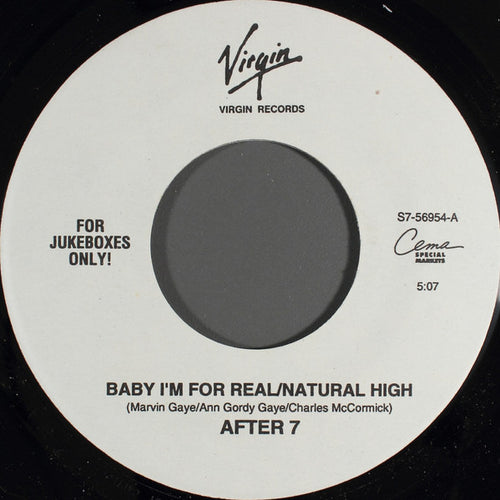 Virgin
VIRGIN RECORDS
FOR
JUKEBOXES
ONLY!
S7-56954-A
Cema
SPECIAL
MARKETS
5:07
BABY I'M FOR REAL/NATURAL HIGH
(Marvin Gaye/Ann Gordy Gaye/Charles McCormick)
AFTER 7